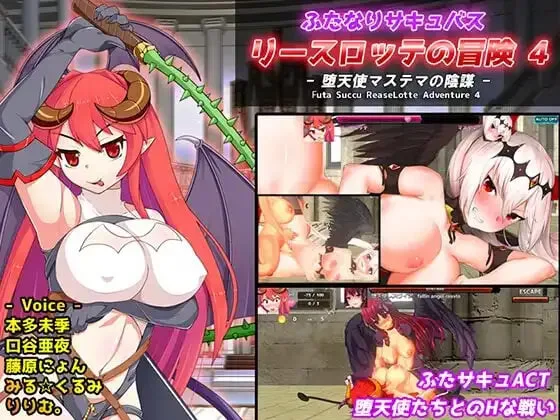 ふたなりサキュバス
リースロッテの冒険 4
- 堕天使マステマの陰謀 -
Futa Succu ReaseLotte Adventure 4
AUTO OFF
- Voice -
本多未季
口谷亜夜
藤原にょん
みる☆くるみ
りりむ。
ESCAPE
ふたサキュACT
堕天使たちとのHな戦い